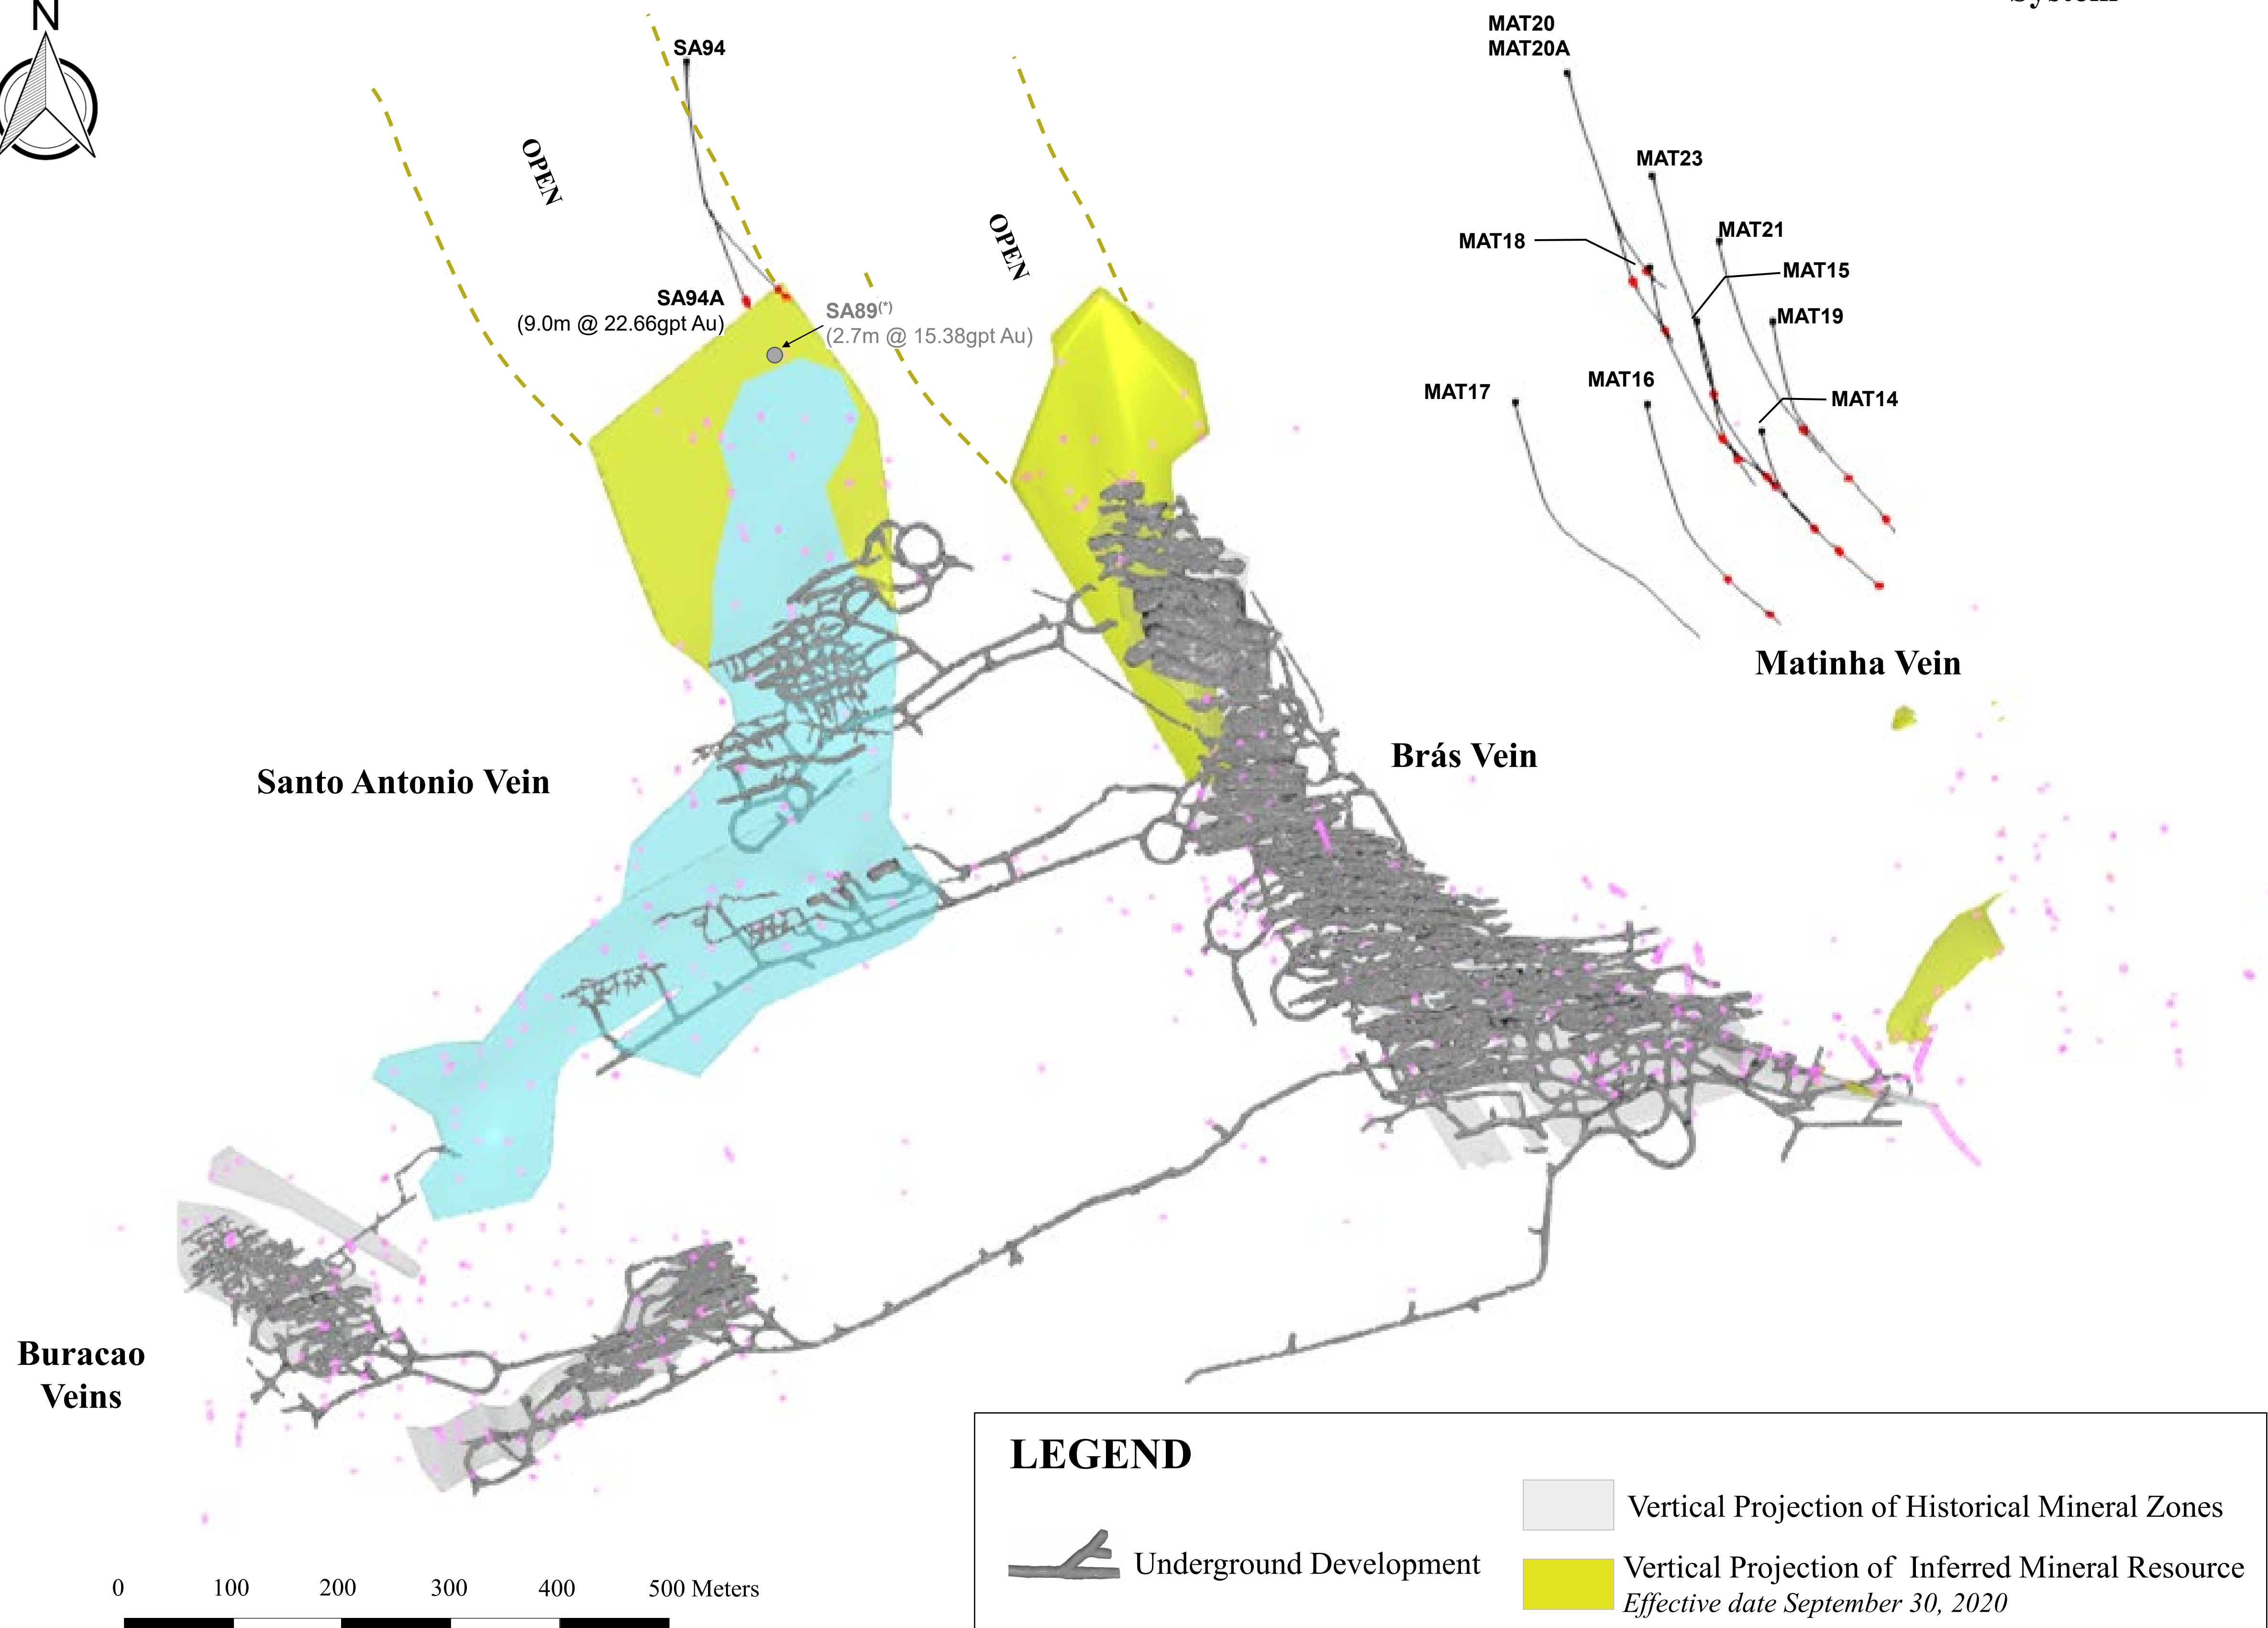 N
System
SA94
MAT20
MAT20A
MAT23
OPEN
OPEN
MAT18
MAT21
MAT15
SA94A
(9.0m @ 22.66gpt Au)
SA89(*)
(2.7m @ 15.38gpt Au)
MAT19
MAT17
MAT16
MAT14
Matinha Vein
Santo Antonio Vein
Brás Vein
Buracao
Veins
LEGEND
Underground Development
Vertical Projection of Historical Mineral Zones
Vertical Projection of Inferred Mineral Resource
Effective date September 30, 2020
0 100 200 300 400 500 Meters